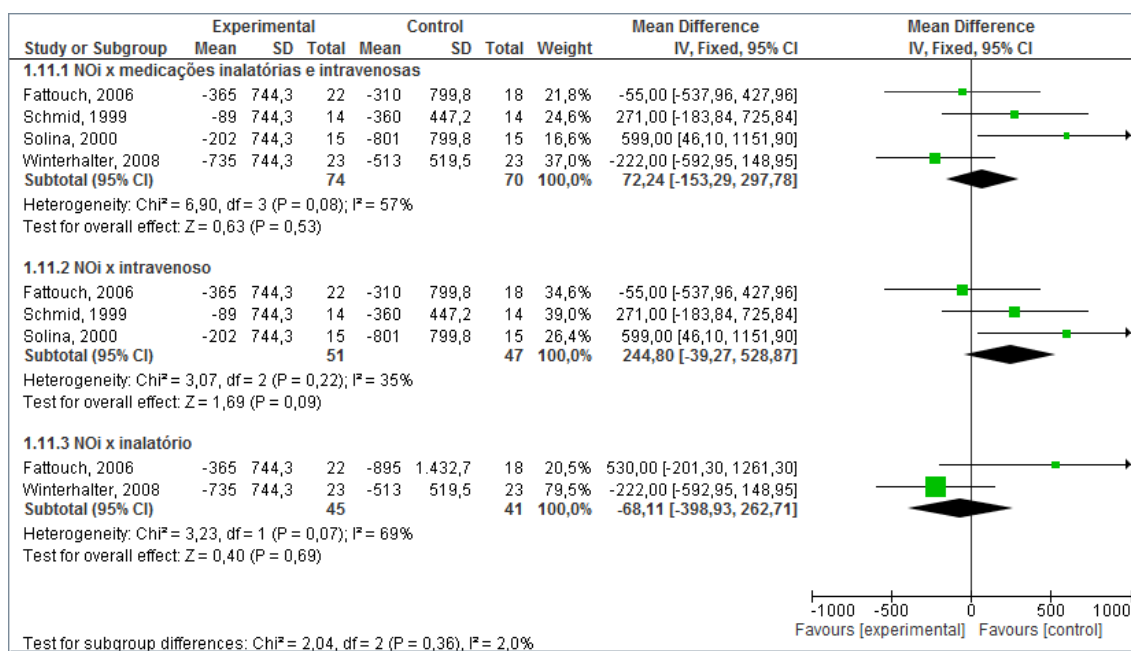 Experimental Control Mean Difference Mean Difference
Study or Subgroup Mean SD Total Mean SD Total Weight IV, Fixed, 95% CI IV, Fixed, 95% CI
1.11.1 NOi x medicações inalatórias e intravenosas
Fattouch, 2006 -365 744,3 22 -310 799,8 18 21,8% -55,00 [-537,96, 427,96]
Schmid, 1999 -89 744,3 14 -360 447,2 14 24,6% 271,00 [-183,84, 725,84]
Solina, 2000 -202 744,3 15 -801 799,8 15 16,6% 599,00 [46,10, 1151,90]
Winterhalter, 2008 -735 744,3 23 -513 519,5 23 37,0% -222,00 [-592,95, 148,95]
Subtotal (95% CI) 74 70 100,0% 72,24 [-153,29, 297,78]
Heterogeneity: Chi² = 6,90, df = 3 (P = 0,08); I² = 57%
Test for overall effect: Z = 0,63 (P = 0,53)
1.11.2 NOi x intravenoso
Fattouch, 2006 -365 744,3 22 -310 799,8 18 34,6% -55,00 [-537,96, 427,96]
Schmid, 1999 -89 744,3 14 -360 447,2 14 39,0% 271,00 [-183,84, 725,84]
Solina, 2000 -202 744,3 15 -801 799,8 15 26,4% 599,00 [46,10, 1151,90]
Subtotal (95% CI) 51 47 100,0% 244,80 [-39,27, 528,87]
Heterogeneity: Chi² = 3,07, df = 2 (P = 0,22); I² = 35%
Test for overall effect: Z = 1,69 (P = 0,09)
1.11.3 NOi x inalatório
Fattouch, 2006 -365 744,3 22 -895 1.432,7 18 20,5% 530,00 [-201,30, 1261,30]
Winterhalter, 2008 -735 744,3 23 -513 519,5 23 79,5% -222,00 [-592,95, 148,95]
Subtotal (95% CI) 45 41 100,0% -68,11 [-398,93, 262,71]
Heterogeneity: Chi² = 3,23, df = 1 (P = 0,07); I² = 69%
Test for overall effect: Z = 0,40 (P = 0,69)
-1000 -500 0 500 1000
Favours [experimental] Favours [control]
Test for subgroup differences: Chi² = 2,04, df = 2 (P = 0,36), I² = 2,0%